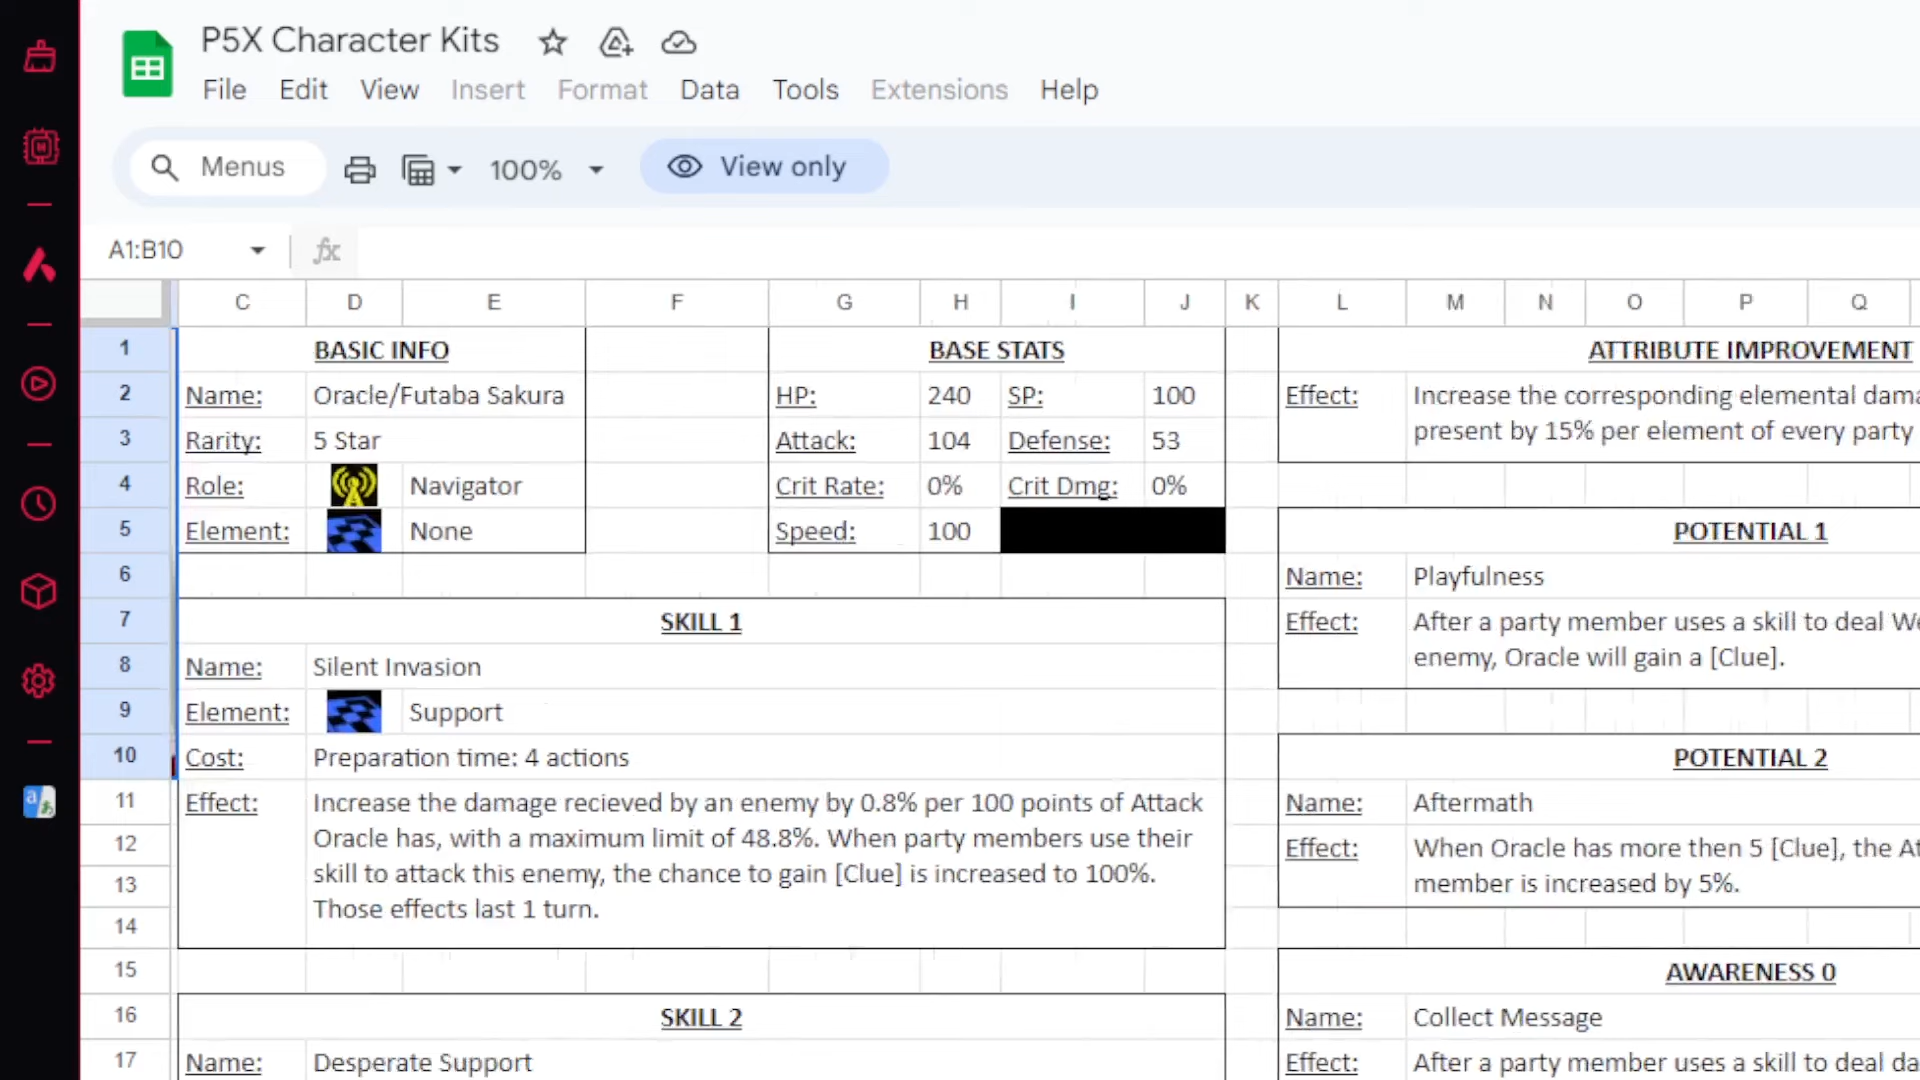 P5X Character Kits
File Edit View Insert Format Data Tools Extensions Help
Menus 100% View only
A1:B10 fx
C D E F G H I J K L M N O P Q
1 BASIC INFO BASE STATS ATTRIBUTE IMPROVEMENT
2 Name: Oracle/Futaba Sakura HP: 240 SP: 100 Effect: Increase the corresponding elemental dama
present by 15% per element of every party
3 Rarity: 5 Star Attack: 104 Defense: 53
4 Role: Navigator Crit Rate: 0% Crit Dmg: 0%
5 Element: None Speed: 100 POTENTIAL 1
6 Name: Playfulness
7 SKILL 1 Effect: After a party member uses a skill to deal We
enemy, Oracle will gain a [Clue].
8 Name: Silent Invasion
9 Element: Support
10 Cost: Preparation time: 4 actions POTENTIAL 2
11 Effect: Increase the damage recieved by an enemy by 0.8% per 100 points of Attack Name: Aftermath
12 Oracle has, with a maximum limit of 48.8%. When party members use their Effect: When Oracle has more then 5 [Clue], the At
13 skill to attack this enemy, the chance to gain [Clue] is increased to 100%. member is increased by 5%.
14 Those effects last 1 turn.
15 AWARENESS 0
16 SKILL 2 Name: Collect Message
17 Name: Desperate Support Effect: After a party member uses a skill to deal da